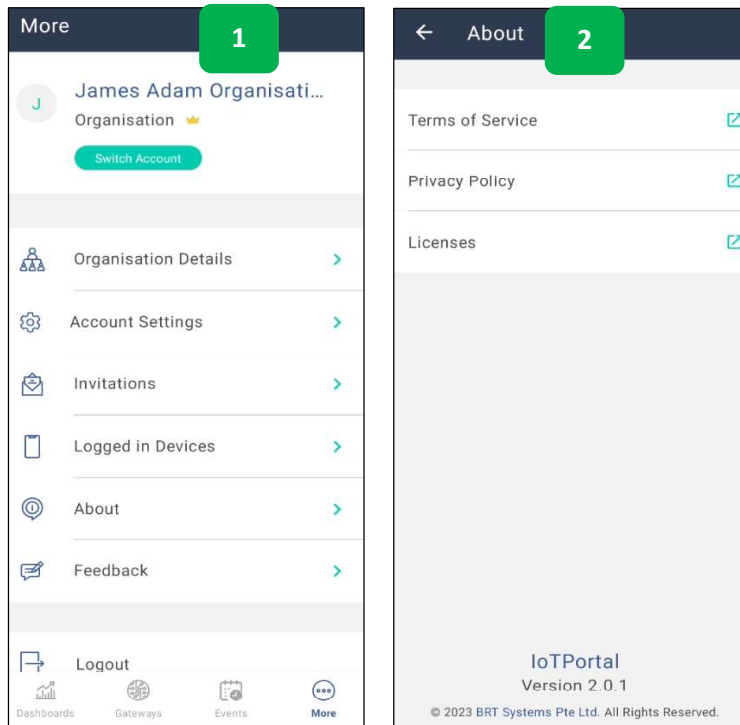 More
1
J
James Adam Organisati...
Organisation
Switch Account
Organisation Details
Account Settings
Invitations
Logged in Devices
About
Feedback
Logout
Dashboards Gateways Events More
About
2
Terms of Service
Privacy Policy
Licenses
IoTPortal
Version 2.0.1
© 2023 BRT Systems Pte Ltd. All Rights Reserved.